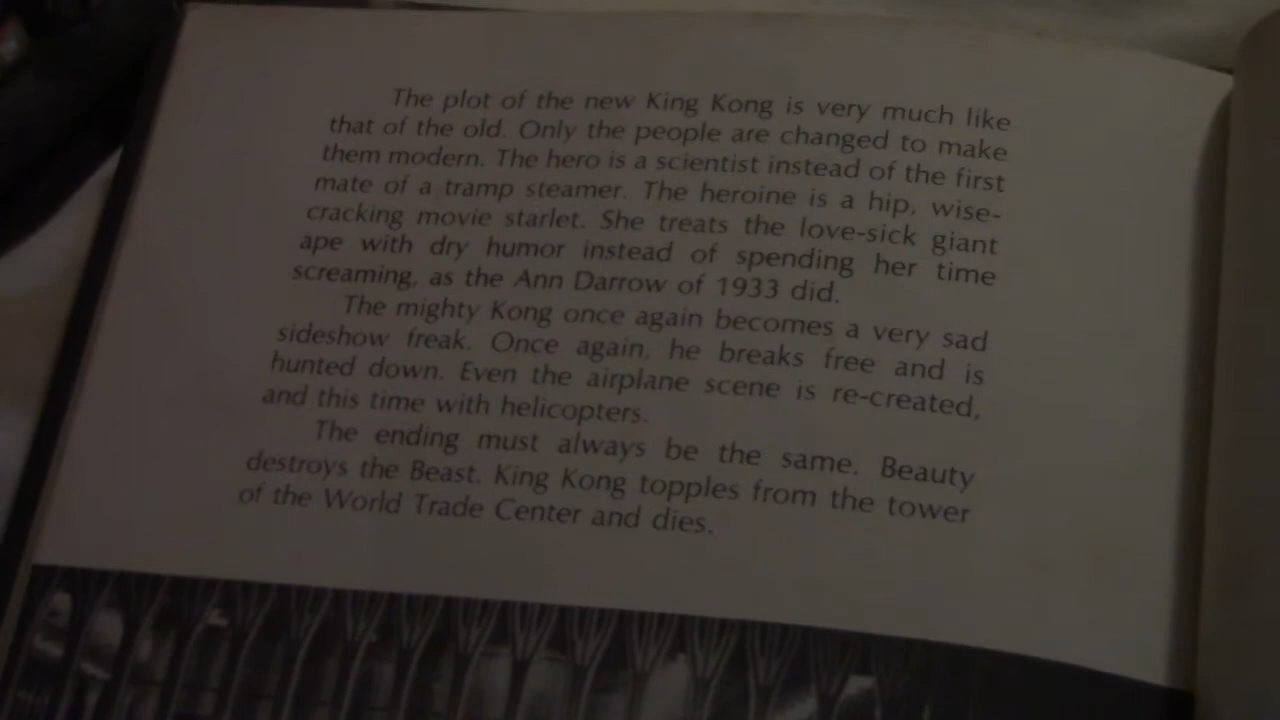 The plot of the new King Kong is very much like
that of the old. Only the people are changed to make
them modern. The hero is a scientist instead of the first
mate of a tramp steamer. The heroine is a hip, wise-
cracking movie starlet. She treats the love-sick giant
ape with dry humor instead of spending her time
screaming, as the Ann Darrow of 1933 did.
The mighty Kong once again becomes a very sad
sideshow freak. Once again, he breaks free and is
hunted down. Even the airplane scene is re-created,
and this time with helicopters.
The ending must always be the same. Beauty
destroys the Beast. King Kong topples from the tower
of the World Trade Center and dies.